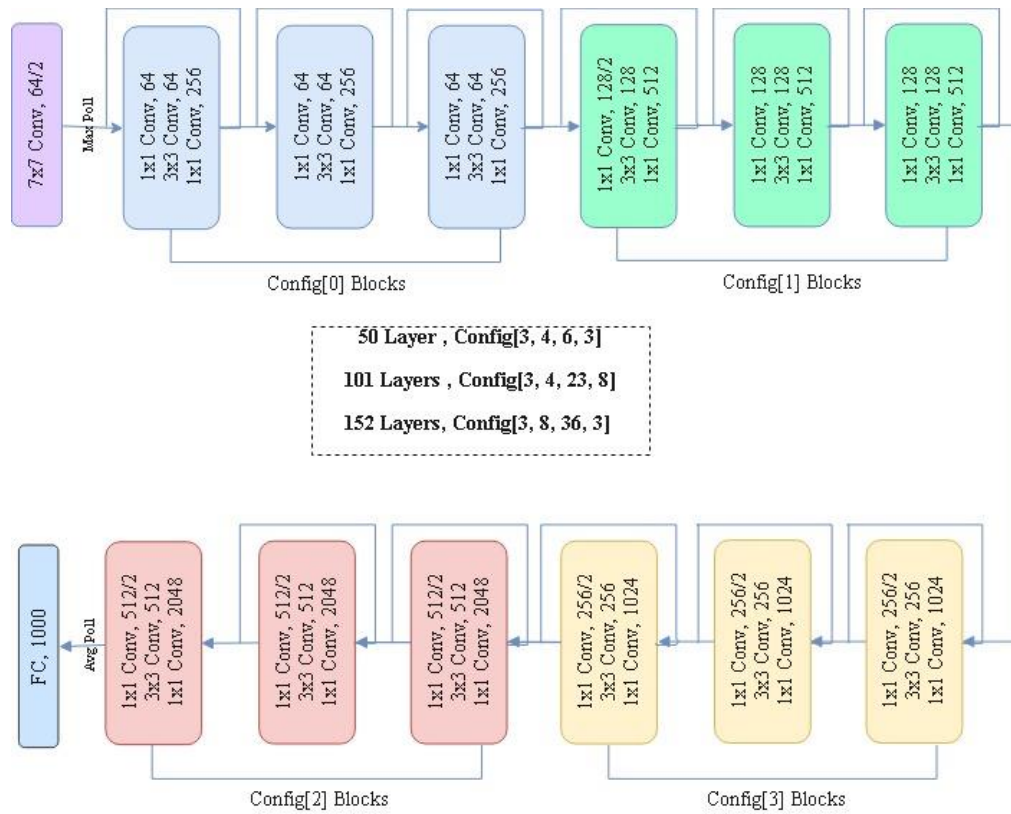 7x7 Conv, 64/2
Max Poll
1x1 Conv, 64
3x3 Conv, 64
1x1 Conv, 256
1x1 Conv, 64
3x3 Conv, 64
1x1 Conv, 256
1x1 Conv, 64
3x3 Conv, 64
1x1 Conv, 256
1x1 Conv, 128/2
3x3 Conv, 128
1x1 Conv, 512
1x1 Conv, 128
3x3 Conv, 128
1x1 Conv, 512
1x1 Conv, 128
3x3 Conv, 128
1x1 Conv, 512
Config[0] Blocks
Config[1] Blocks
50 Layer , Config[3, 4, 6, 3]
101 Layers , Config[3, 4, 23, 8]
152 Layers, Config[3, 8, 36, 3]
FC, 1000
Avg Poll
1x1 Conv, 512/2
3x3 Conv, 512
1x1 Conv, 2048
1x1 Conv, 512/2
3x3 Conv, 512
1x1 Conv, 2048
1x1 Conv, 512/2
3x3 Conv, 512
1x1 Conv, 2048
1x1 Conv, 256/2
3x3 Conv, 256
1x1 Conv, 1024
1x1 Conv, 256/2
3x3 Conv, 256
1x1 Conv, 1024
1x1 Conv, 256/2
3x3 Conv, 256
1x1 Conv, 1024
Config[2] Blocks
Config[3] Blocks